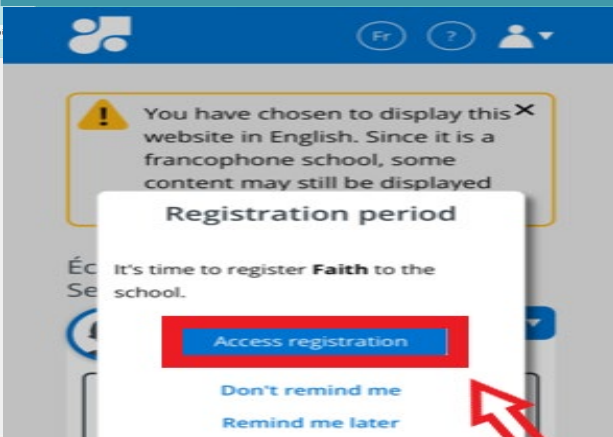 Fr ?
You have chosen to display this
website in English. Since it is a
francophone school, some
content may still be displayed
Registration period
Éc
Se
It's time to register Faith to the
school.
Access registration
Don't remind me
Remind me later